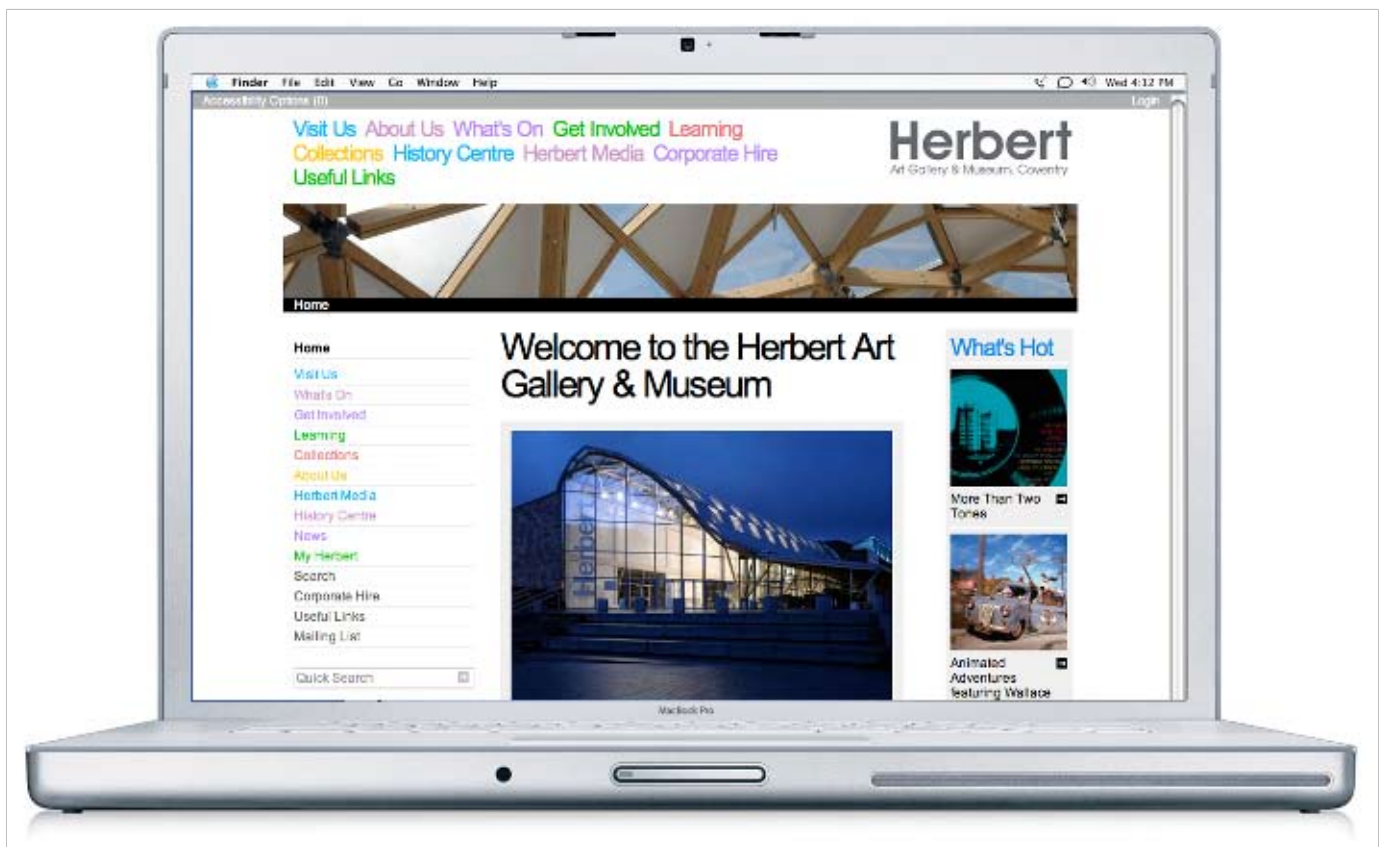 Finder File Edit View Go Window Help
Wed 4:12 PM
Accessibility Options (0)
Login
Visit Us About Us What's On Get Involved Learning
Collections History Centre Herbert Media Corporate Hire
Useful Links
Herbert
Art Gallery & Museum, Coventry
Home
Home
Visit Us
What's On
Get Involved
Learning
Collections
About Us
Herbert Media
History Centre
News
My Herbert
Search
Corporate Hire
Useful Links
Mailing List
Quick Search
Welcome to the Herbert Art
Gallery & Museum
Herbert
What's Hot
More Than Two
Tones
Animated
Adventures
featuring Wallace
MacBook Pro